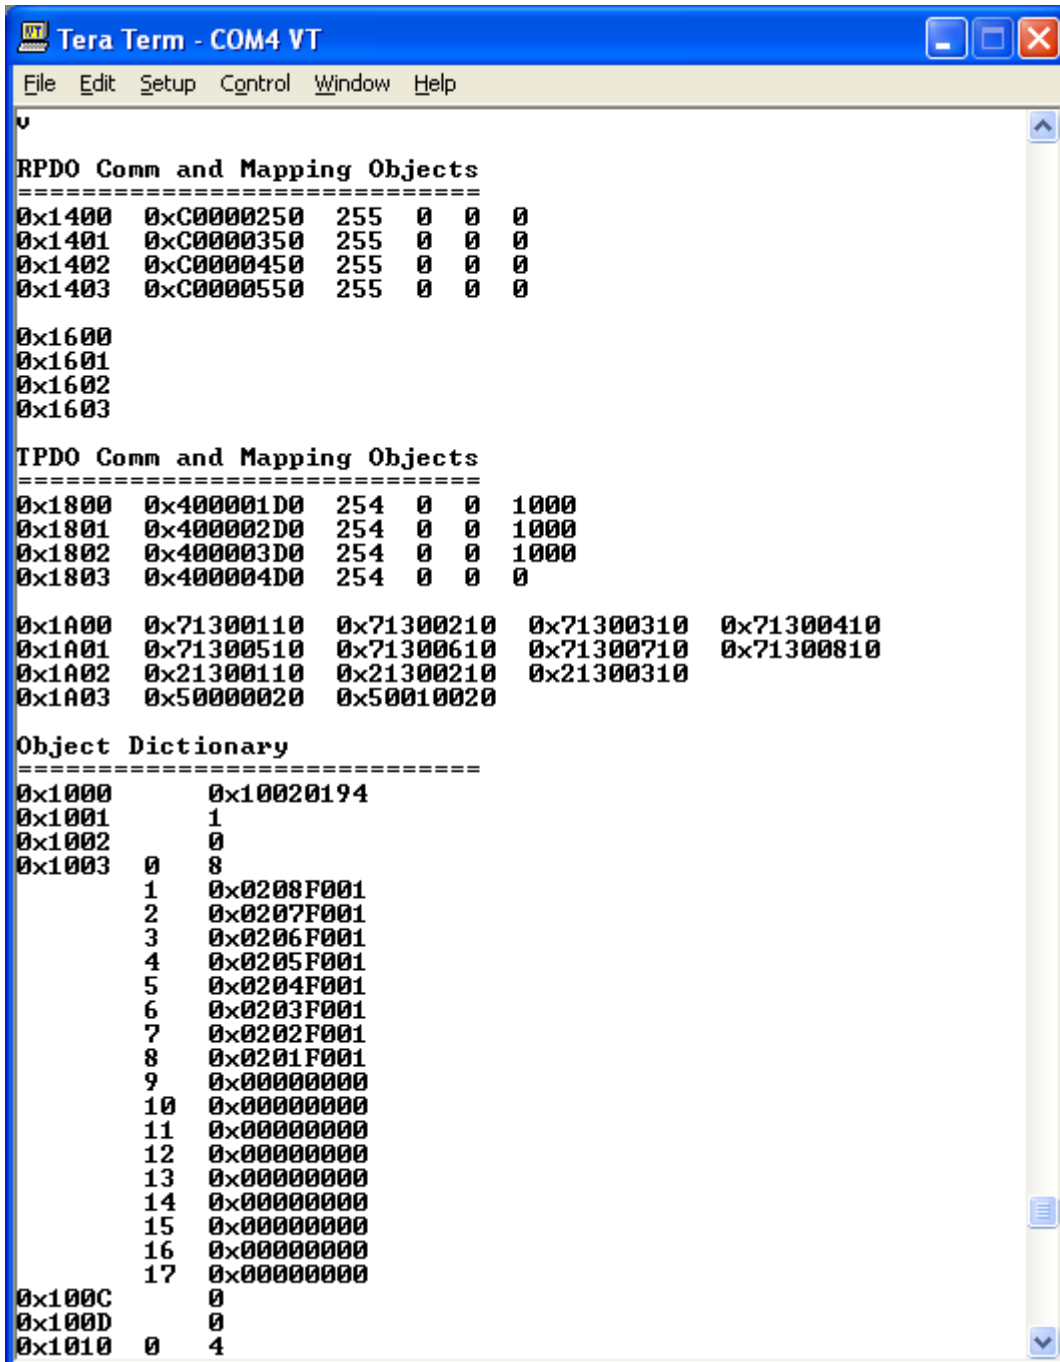 Tera Term - COM4 VT
File Edit Setup Control Window Help
v
RPDO Comm and Mapping Objects
=============================
0x1400 0xC0000250 255 0 0 0
0x1401 0xC0000350 255 0 0 0
0x1402 0xC0000450 255 0 0 0
0x1403 0xC0000550 255 0 0 0
0x1600
0x1601
0x1602
0x1603
TPDO Comm and Mapping Objects
=============================
0x1800 0x400001D0 254 0 0 1000
0x1801 0x400002D0 254 0 0 1000
0x1802 0x400003D0 254 0 0 1000
0x1803 0x400004D0 254 0 0 0
0x1A00 0x71300110 0x71300210 0x71300310 0x71300410
0x1A01 0x71300510 0x71300610 0x71300710 0x71300810
0x1A02 0x21300110 0x21300210 0x21300310
0x1A03 0x50000020 0x50010020
Object Dictionary
=============================
0x1000 0x10020194
0x1001 1
0x1002 0
0x1003 0 8
1 0x0208F001
2 0x0207F001
3 0x0206F001
4 0x0205F001
5 0x0204F001
6 0x0203F001
7 0x0202F001
8 0x0201F001
9 0x00000000
10 0x00000000
11 0x00000000
12 0x00000000
13 0x00000000
14 0x00000000
15 0x00000000
16 0x00000000
17 0x00000000
0x100C 0
0x100D 0
0x1010 0 4